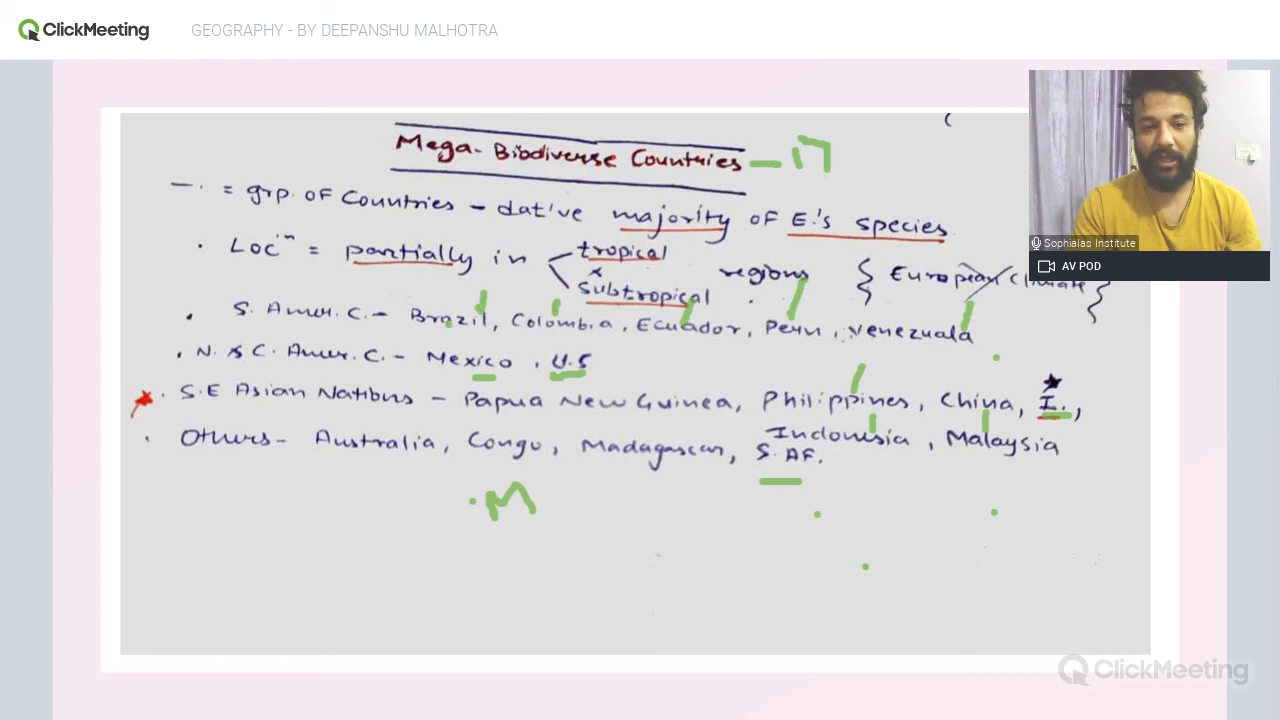 ClickMeeting GEOGRAPHY - BY DEEPANSHU MALHOTRA
Mega-Biodiverse Countries - 17
= grp. of Countries - dat've majority of E.'s species
. Locⁿ = partially in tropical
subtropical regions { European Climate }
. S. Amer. C. - Brazil, Colombia, Ecuador, Peru, Venezuala
. N. & C. Amer. C. - Mexico, U.S
. S.E Asian Nations - Papua New Guinea, Philippines, China, I.,
Indonesia, Malaysia
. Others - Australia, Congo, Madagascar, S. AF.
M
Sophialas Institute
AV POD
ClickMeeting